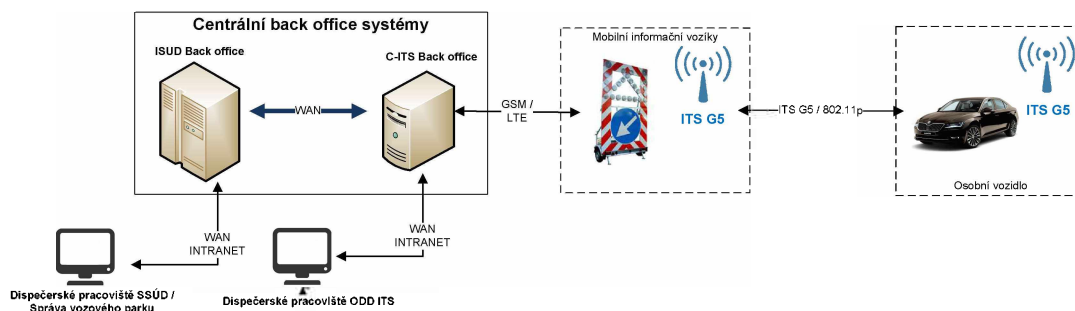 Centrální back office systémy
ISUD Back office
C-ITS Back office
WAN
GSM /
LTE
Mobilní informační vozíky
ITS G5
ITS G5 / 802.11p
ITS G5
Osobní vozidlo
WAN
INTRANET
WAN
INTRANET
Dispečerské pracoviště SSÚD /
Správa vozového parku
Dispečerské pracoviště ODD ITS